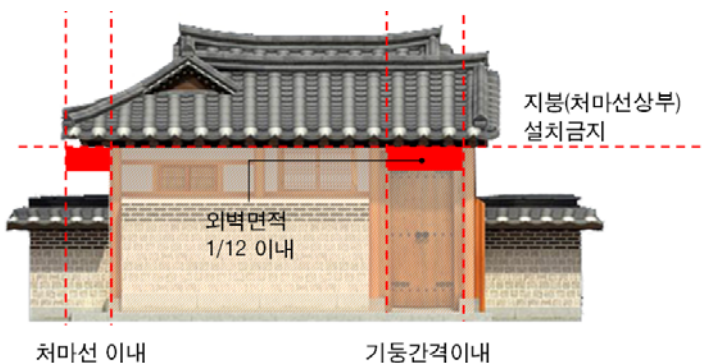 지붕(처마선상부)
설치금지
외벽면적
1/12 이내
처마선 이내
기둥간격이내